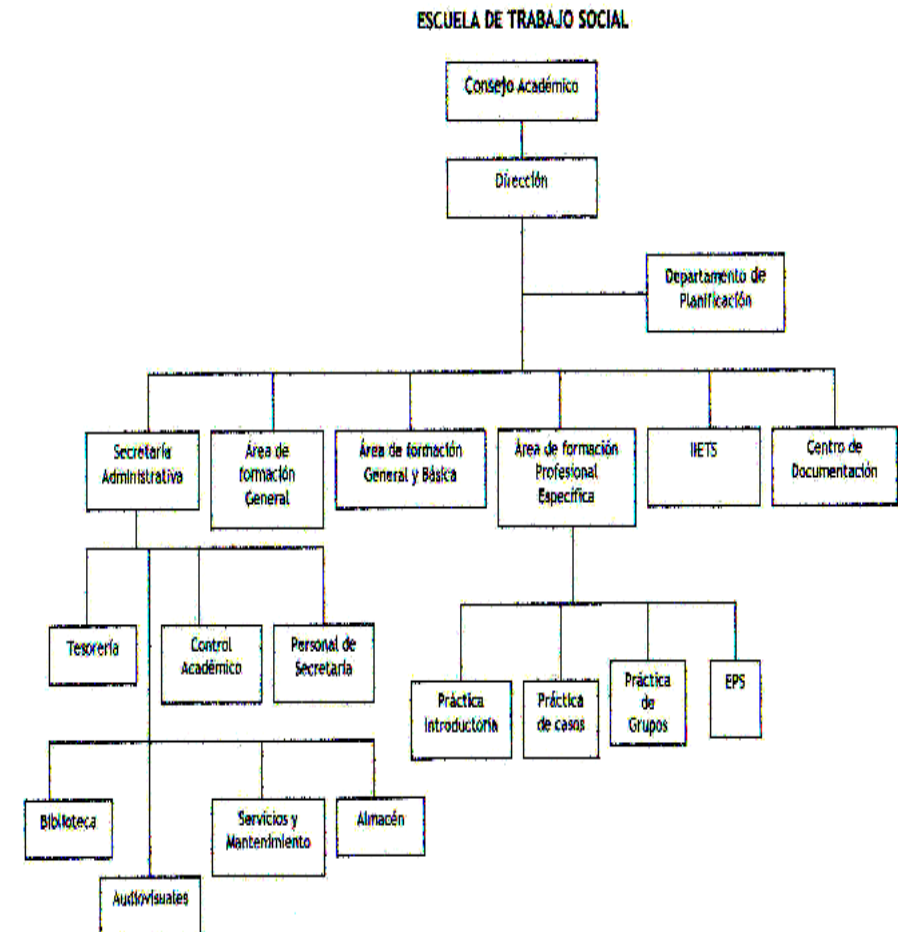 ESCUELA DE TRABAJO SOCIAL
Consejo Académico
Dirección
Departamento de
Planificación
Secretaría
Administrativa
Área de
formación
General
Área de formación
General y Básica
Área de formación
Profesional
Específica
IIETS
Centro de
Documentación
Tesorería
Control
Académico
Personal de
Secretaría
Práctica
Introductoria
Práctica
de casos
Práctica
de
Grupos
EPS
Biblioteca
Servicios y
Mantenimiento
Almacén
Audiovisuales